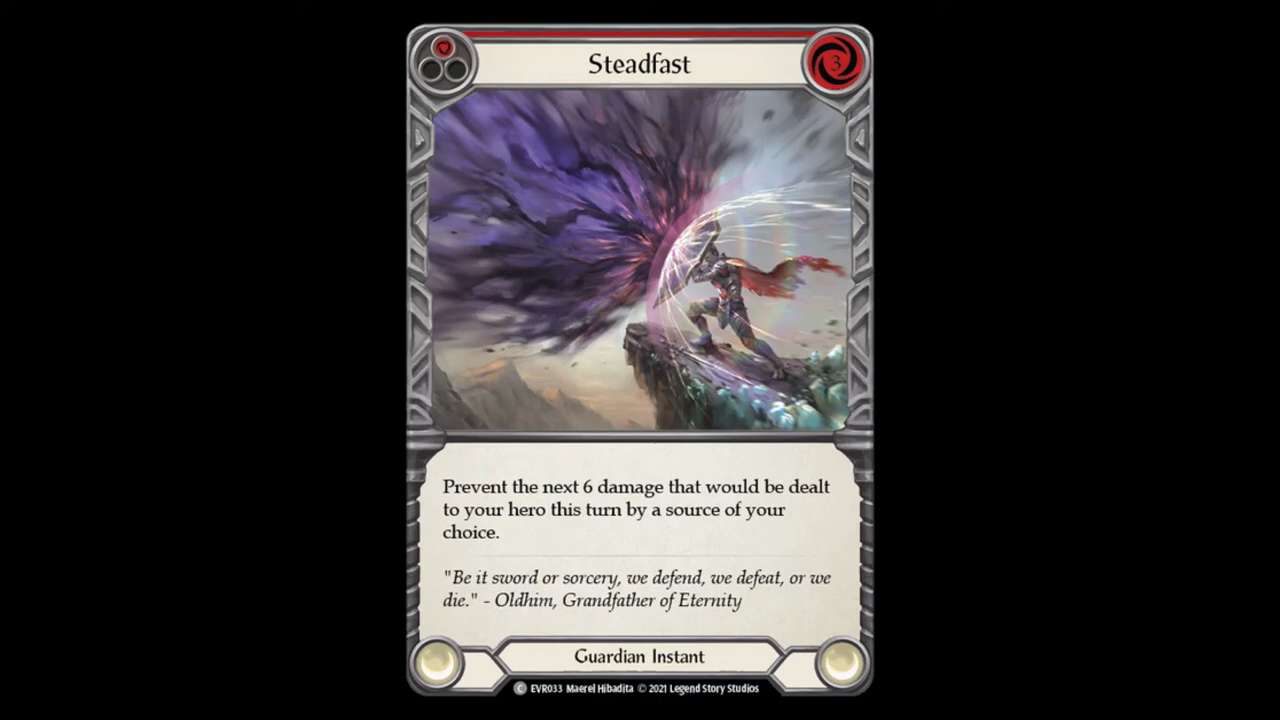 Steadfast
3
Prevent the next 6 damage that would be dealt
to your hero this turn by a source of your
choice.
"Be it sword or sorcery, we defend, we defeat, or we
die." - Oldhim, Grandfather of Eternity
Guardian Instant
C EVR033 Maerel Hibadita © 2021 Legend Story Studios